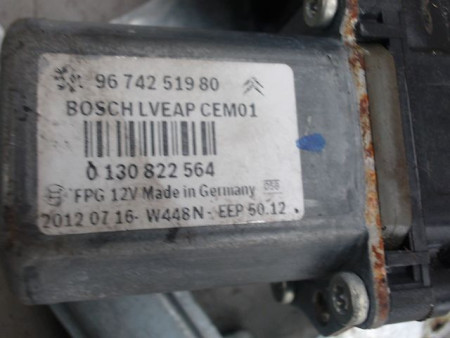 96 742 519 80
BOSCH LVEAP CEM01
0 130 822 564
FPG 12V Made in Germany
2012 07 16- W448N - EEP 50.12